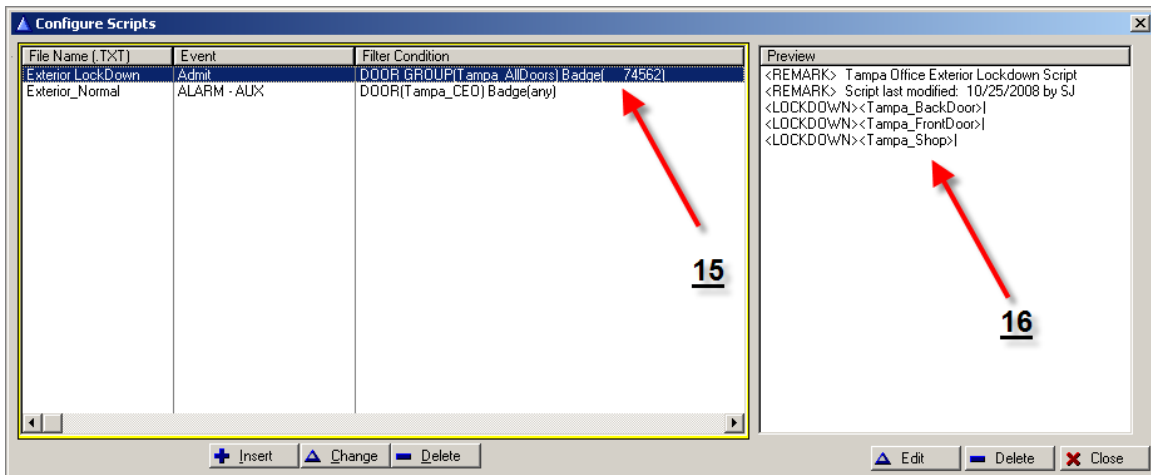 Configure Scripts
File Name (.TXT) Event Filter Condition
Exterior LockDown Admit DOOR GROUP(Tampa_AllDoors) Badge( 74562)
Exterior_Normal ALARM - AUX DOOR(Tampa_CEO) Badge(any)
15
Insert Change Delete
Preview
<REMARK> Tampa Office Exterior Lockdown Script
<REMARK> Script last modified: 10/25/2008 by SJ
<LOCKDOWN><Tampa_BackDoor>|
<LOCKDOWN><Tampa_FrontDoor>|
<LOCKDOWN><Tampa_Shop>|
16
Edit Delete Close